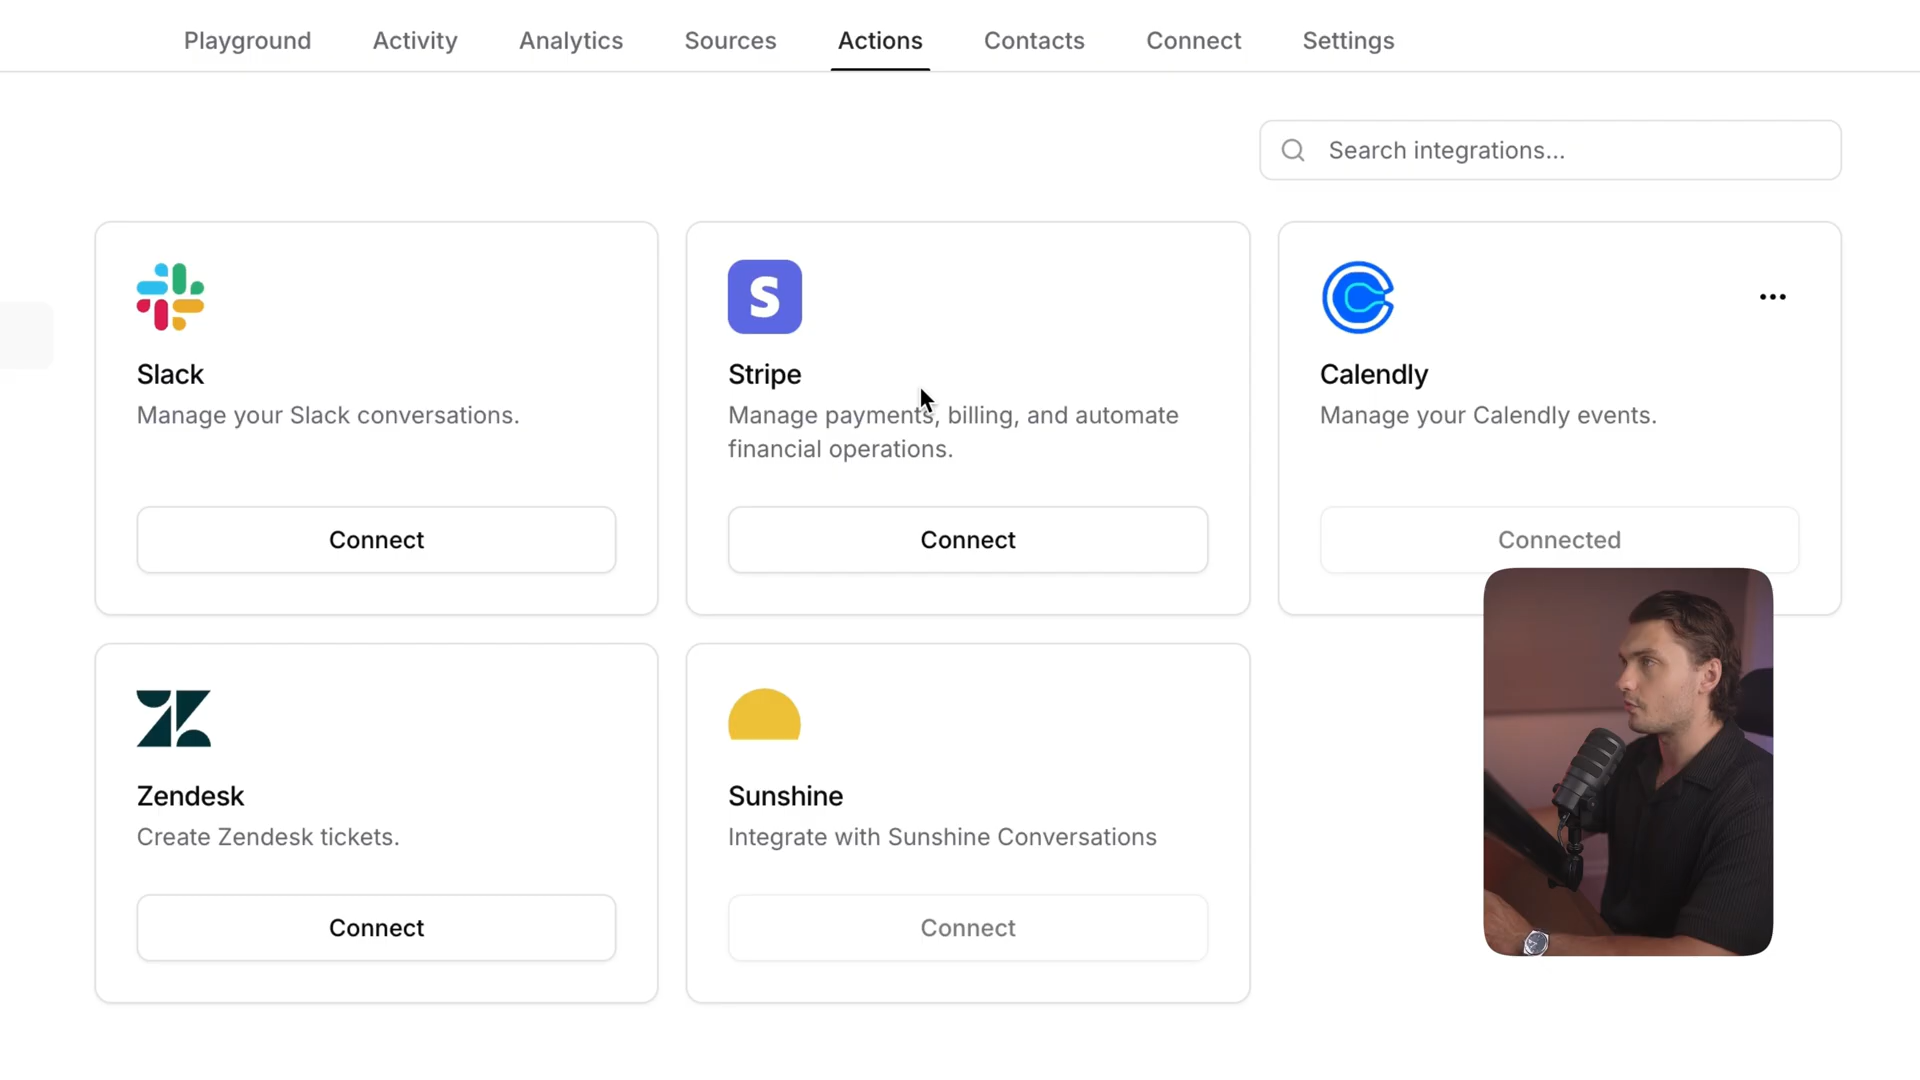 Playground
Activity
Analytics
Sources
Actions
Contacts
Connect
Settings
Search integrations...
Slack
Manage your Slack conversations.
Connect
S
Stripe
Manage payments, billing, and automate
financial operations.
Connect
Calendly
Manage your Calendly events.
Connected
Zendesk
Create Zendesk tickets.
Connect
Sunshine
Integrate with Sunshine Conversations
Connect